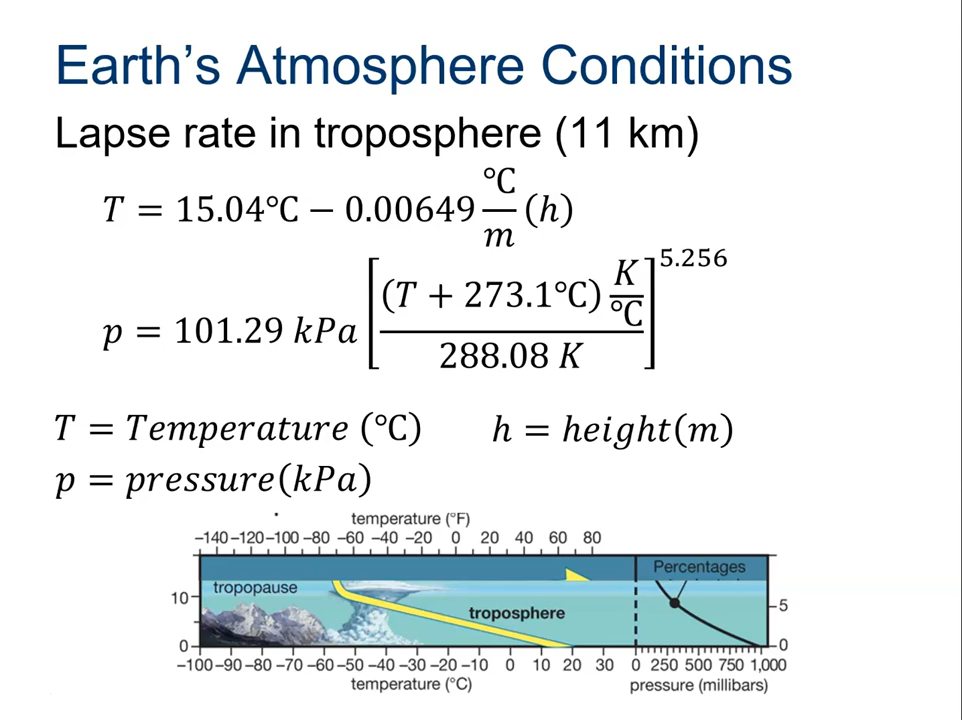 Earth's Atmosphere Conditions
Lapse rate in troposphere (11 km)
T = 15.04℃ − 0.00649 ℃/m (h)
p = 101.29 kPa [(T + 273.1℃) K/℃ / 288.08 K]^5.256
T = Temperature (℃) h = height(m)
p = pressure(kPa)
temperature (°F)
−140 −120 −100 −80 −60 −40 −20 0 20 40 60 80
Percentages
tropopause
10
troposphere
5
0 0
−100 −90 −80 −70 −60 −50 −40 −30 −20 −10 0 10 20 30 0 250 500 750 1,000
temperature (°C) pressure (millibars)